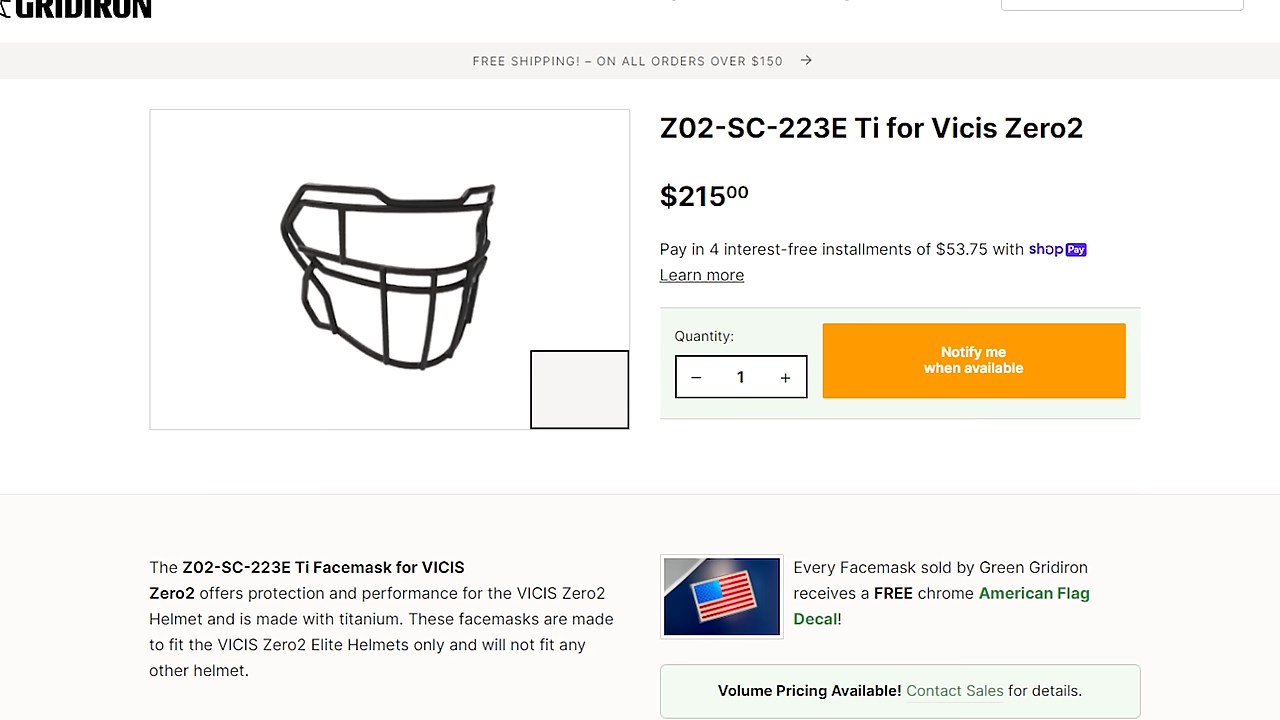 GRIDIRON
FREE SHIPPING! – ON ALL ORDERS OVER $150
Z02-SC-223E Ti for Vicis Zero2
$21500
Pay in 4 interest-free installments of $53.75 with shop Pay
Learn more
Quantity:
− 1 +
Notify me
when available
The Z02-SC-223E Ti Facemask for VICIS
Zero2 offers protection and performance for the VICIS Zero2
Helmet and is made with titanium. These facemasks are made
to fit the VICIS Zero2 Elite Helmets only and will not fit any
other helmet.
Every Facemask sold by Green Gridiron
receives a FREE chrome American Flag
Decal!
Volume Pricing Available! Contact Sales for details.